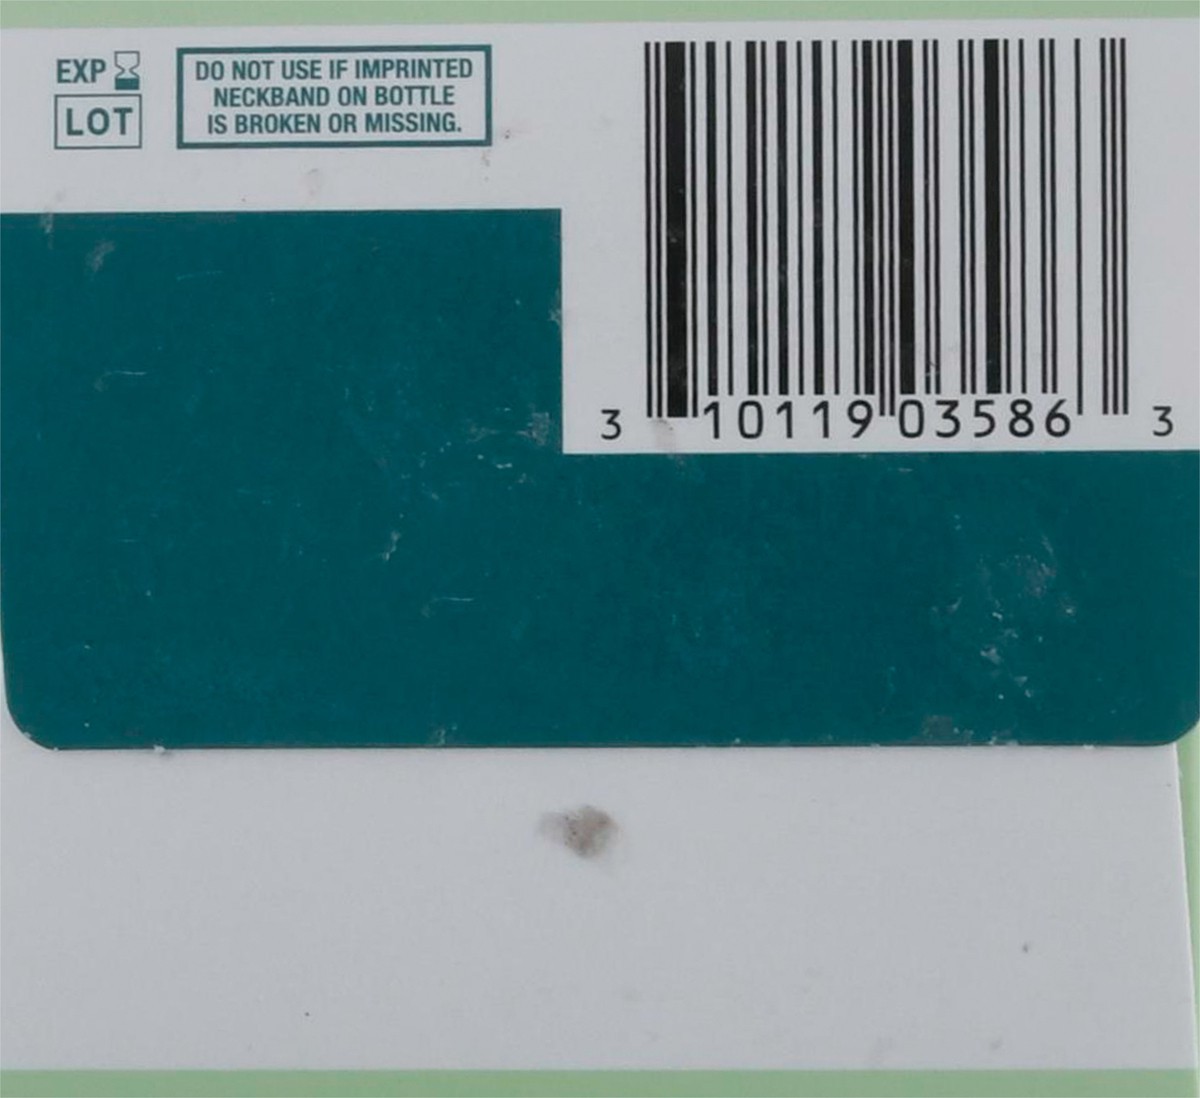 EXP
LOT
DO NOT USE IF IMPRINTED
NECKBAND ON BOTTLE
IS BROKEN OR MISSING.
3 10119 03586 3